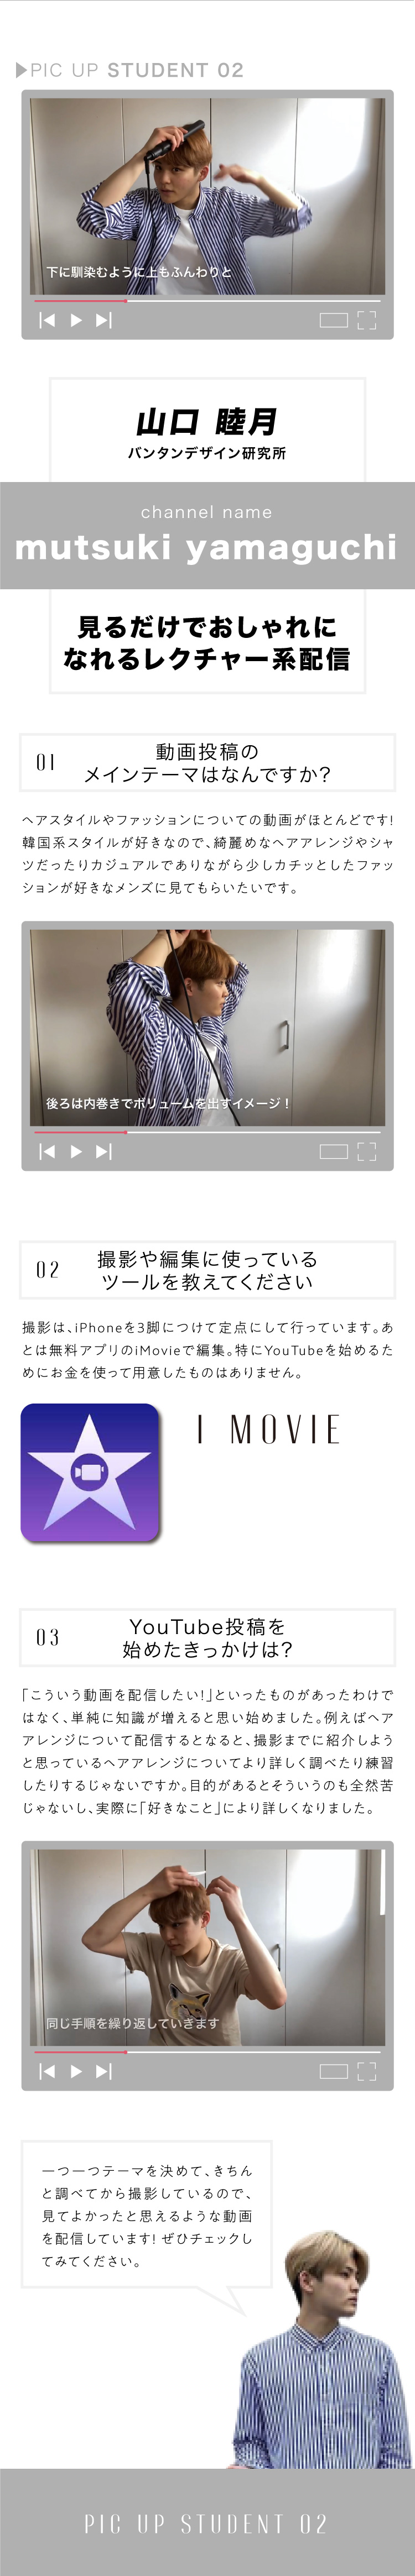 PIC UP STUDENT 02
下に馴染むように上もふんわりと
山口 睦月
バンタンデザイン研究所
channel name
mutsuki yamaguchi
見るだけでおしゃれに
なれるレクチャー系配信
01
動画投稿の
メインテーマはなんですか?
ヘアスタイルやファッションについての動画がほとんどです!
韓国系スタイルが好きなので、綺麗めなヘアアレンジやシャ
ツだったりカジュアルでありながら少しカチッとしたファッ
ションが好きなメンズに見てもらいたいです。
後ろは内巻きでボリュームを出すイメージ！
02
撮影や編集に使っている
ツールを教えてください
撮影は、iPhoneを3脚につけて定点にして行っています。あ
とは無料アプリのiMovieで編集。特にYouTubeを始めるた
めにお金を使って用意したものはありません。
I MOVIE
03
YouTube投稿を
始めたきっかけは?
「こういう動画を配信したい!」といったものがあったわけで
はなく、単純に知識が増えると思い始めました。例えばヘア
アレンジについて配信するとなると、撮影までに紹介しよう
と思っているヘアアレンジについてより詳しく調べたり練習
したりするじゃないですか。目的があるとそういうのも全然苦
じゃないし、実際に「好きなこと」により詳しくなりました。
同じ手順を繰り返していきます
一つ一つテーマを決めて、きちん
と調べてから撮影しているので、
見てよかったと思えるような動画
を配信しています! ぜひチェックし
てみてください。
PIC UP STUDENT 02